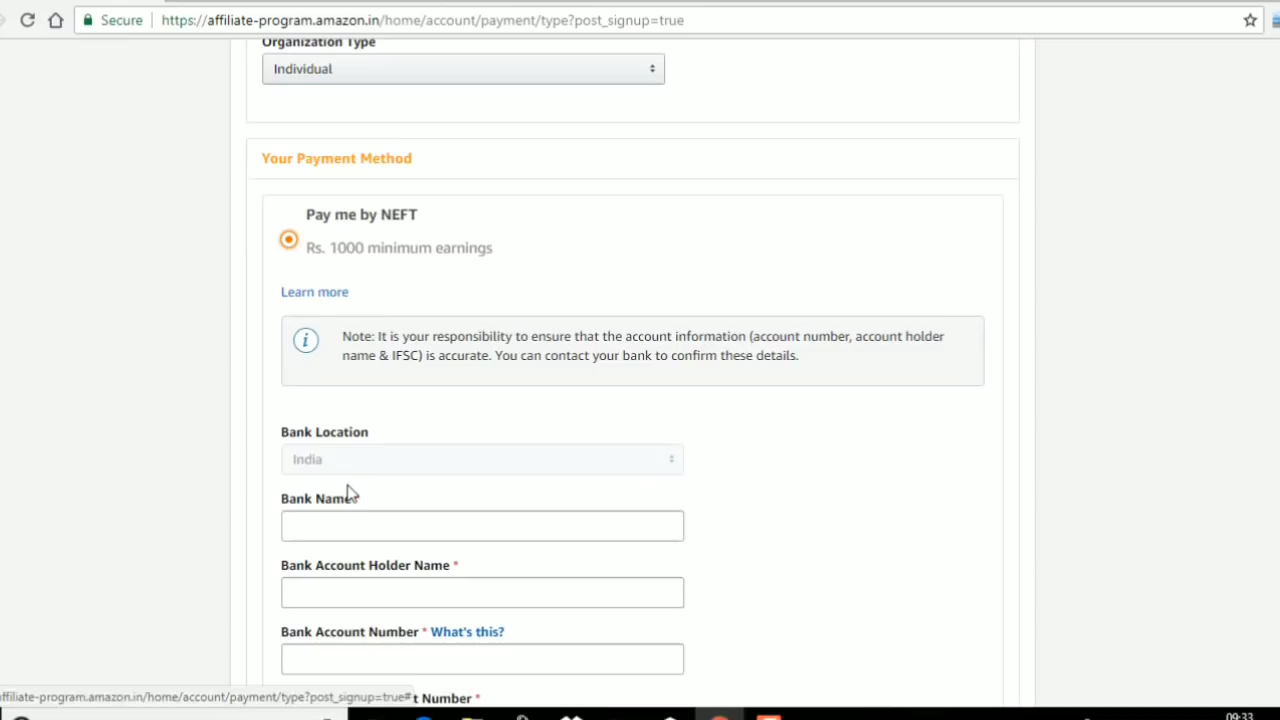 Secure
https://affiliate-program.amazon.in/home/account/payment/type?post_signup=true
Organization Type
Individual
Your Payment Method
Pay me by NEFT
Rs. 1000 minimum earnings
Learn more
Note: It is your responsibility to ensure that the account information (account number, account holder
name & IFSC) is accurate. You can contact your bank to confirm these details.
Bank Location
India
Bank Name*
Bank Account Holder Name *
Bank Account Number * What's this?
affiliate-program.amazon.in/home/account/payment/type?post_signup=true#
t Number *
09:33